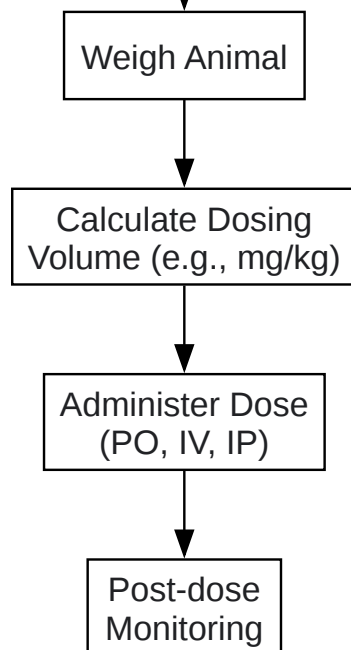 Weigh Animal
Calculate Dosing
Volume (e.g., mg/kg)
Administer Dose
(PO, IV, IP)
Post-dose
Monitoring